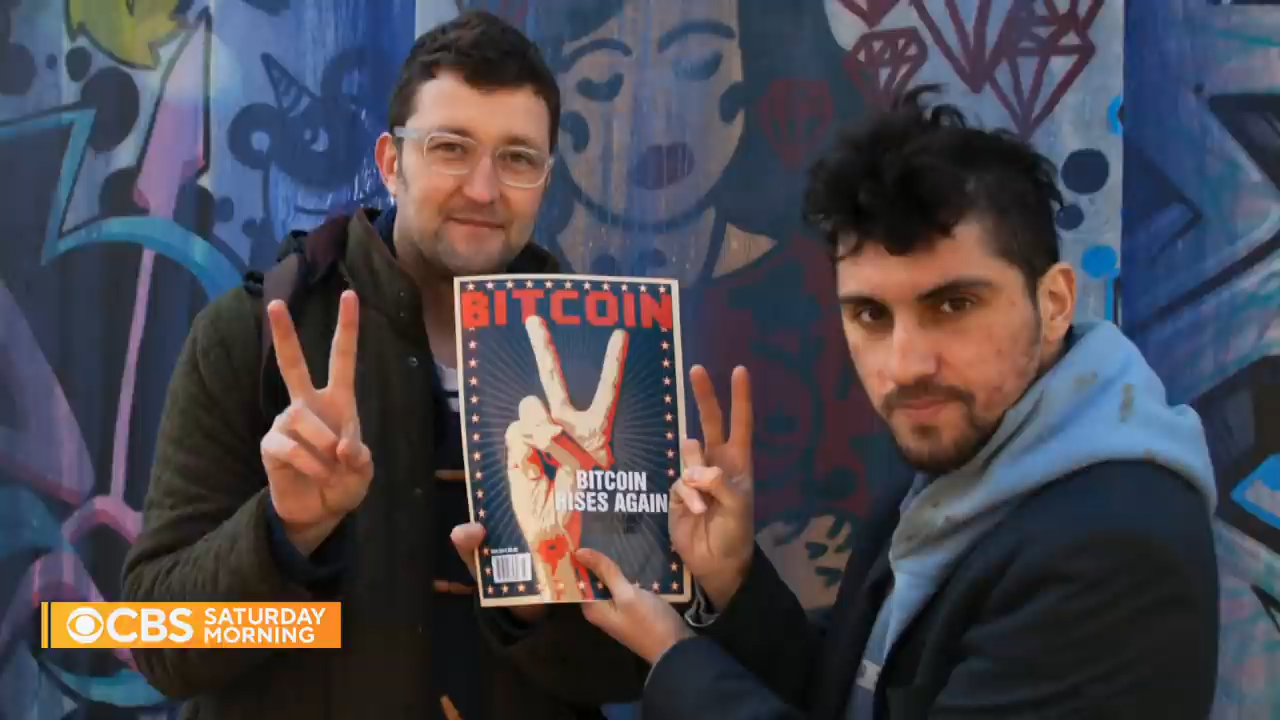 BITCOIN
BITCOIN
RISES AGAIN
CBS SATURDAY
MORNING